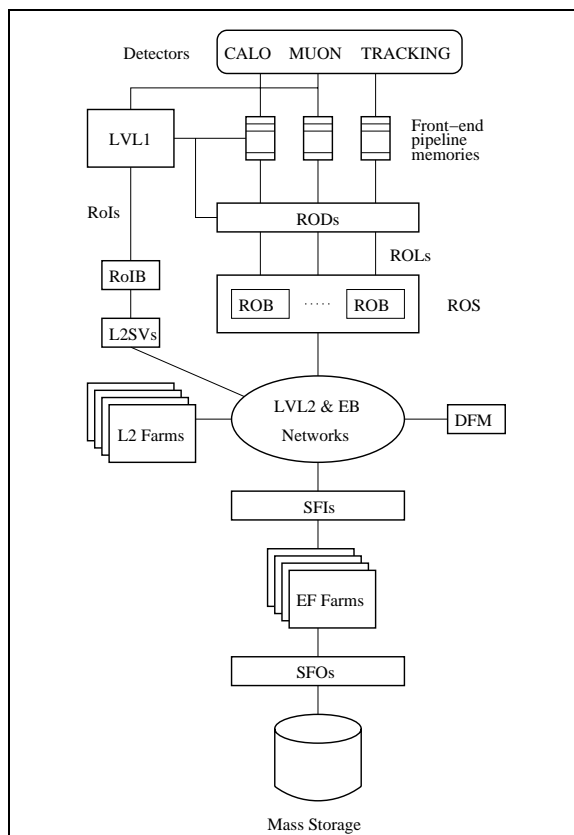 Detectors
CALO MUON TRACKING
LVL1
Front−end
pipeline
memories
RoIs
RODs
ROLs
RoIB
ROB ..... ROB
ROS
L2SVs
LVL2 & EB
Networks
L2 Farms
DFM
SFIs
EF Farms
SFOs
Mass Storage